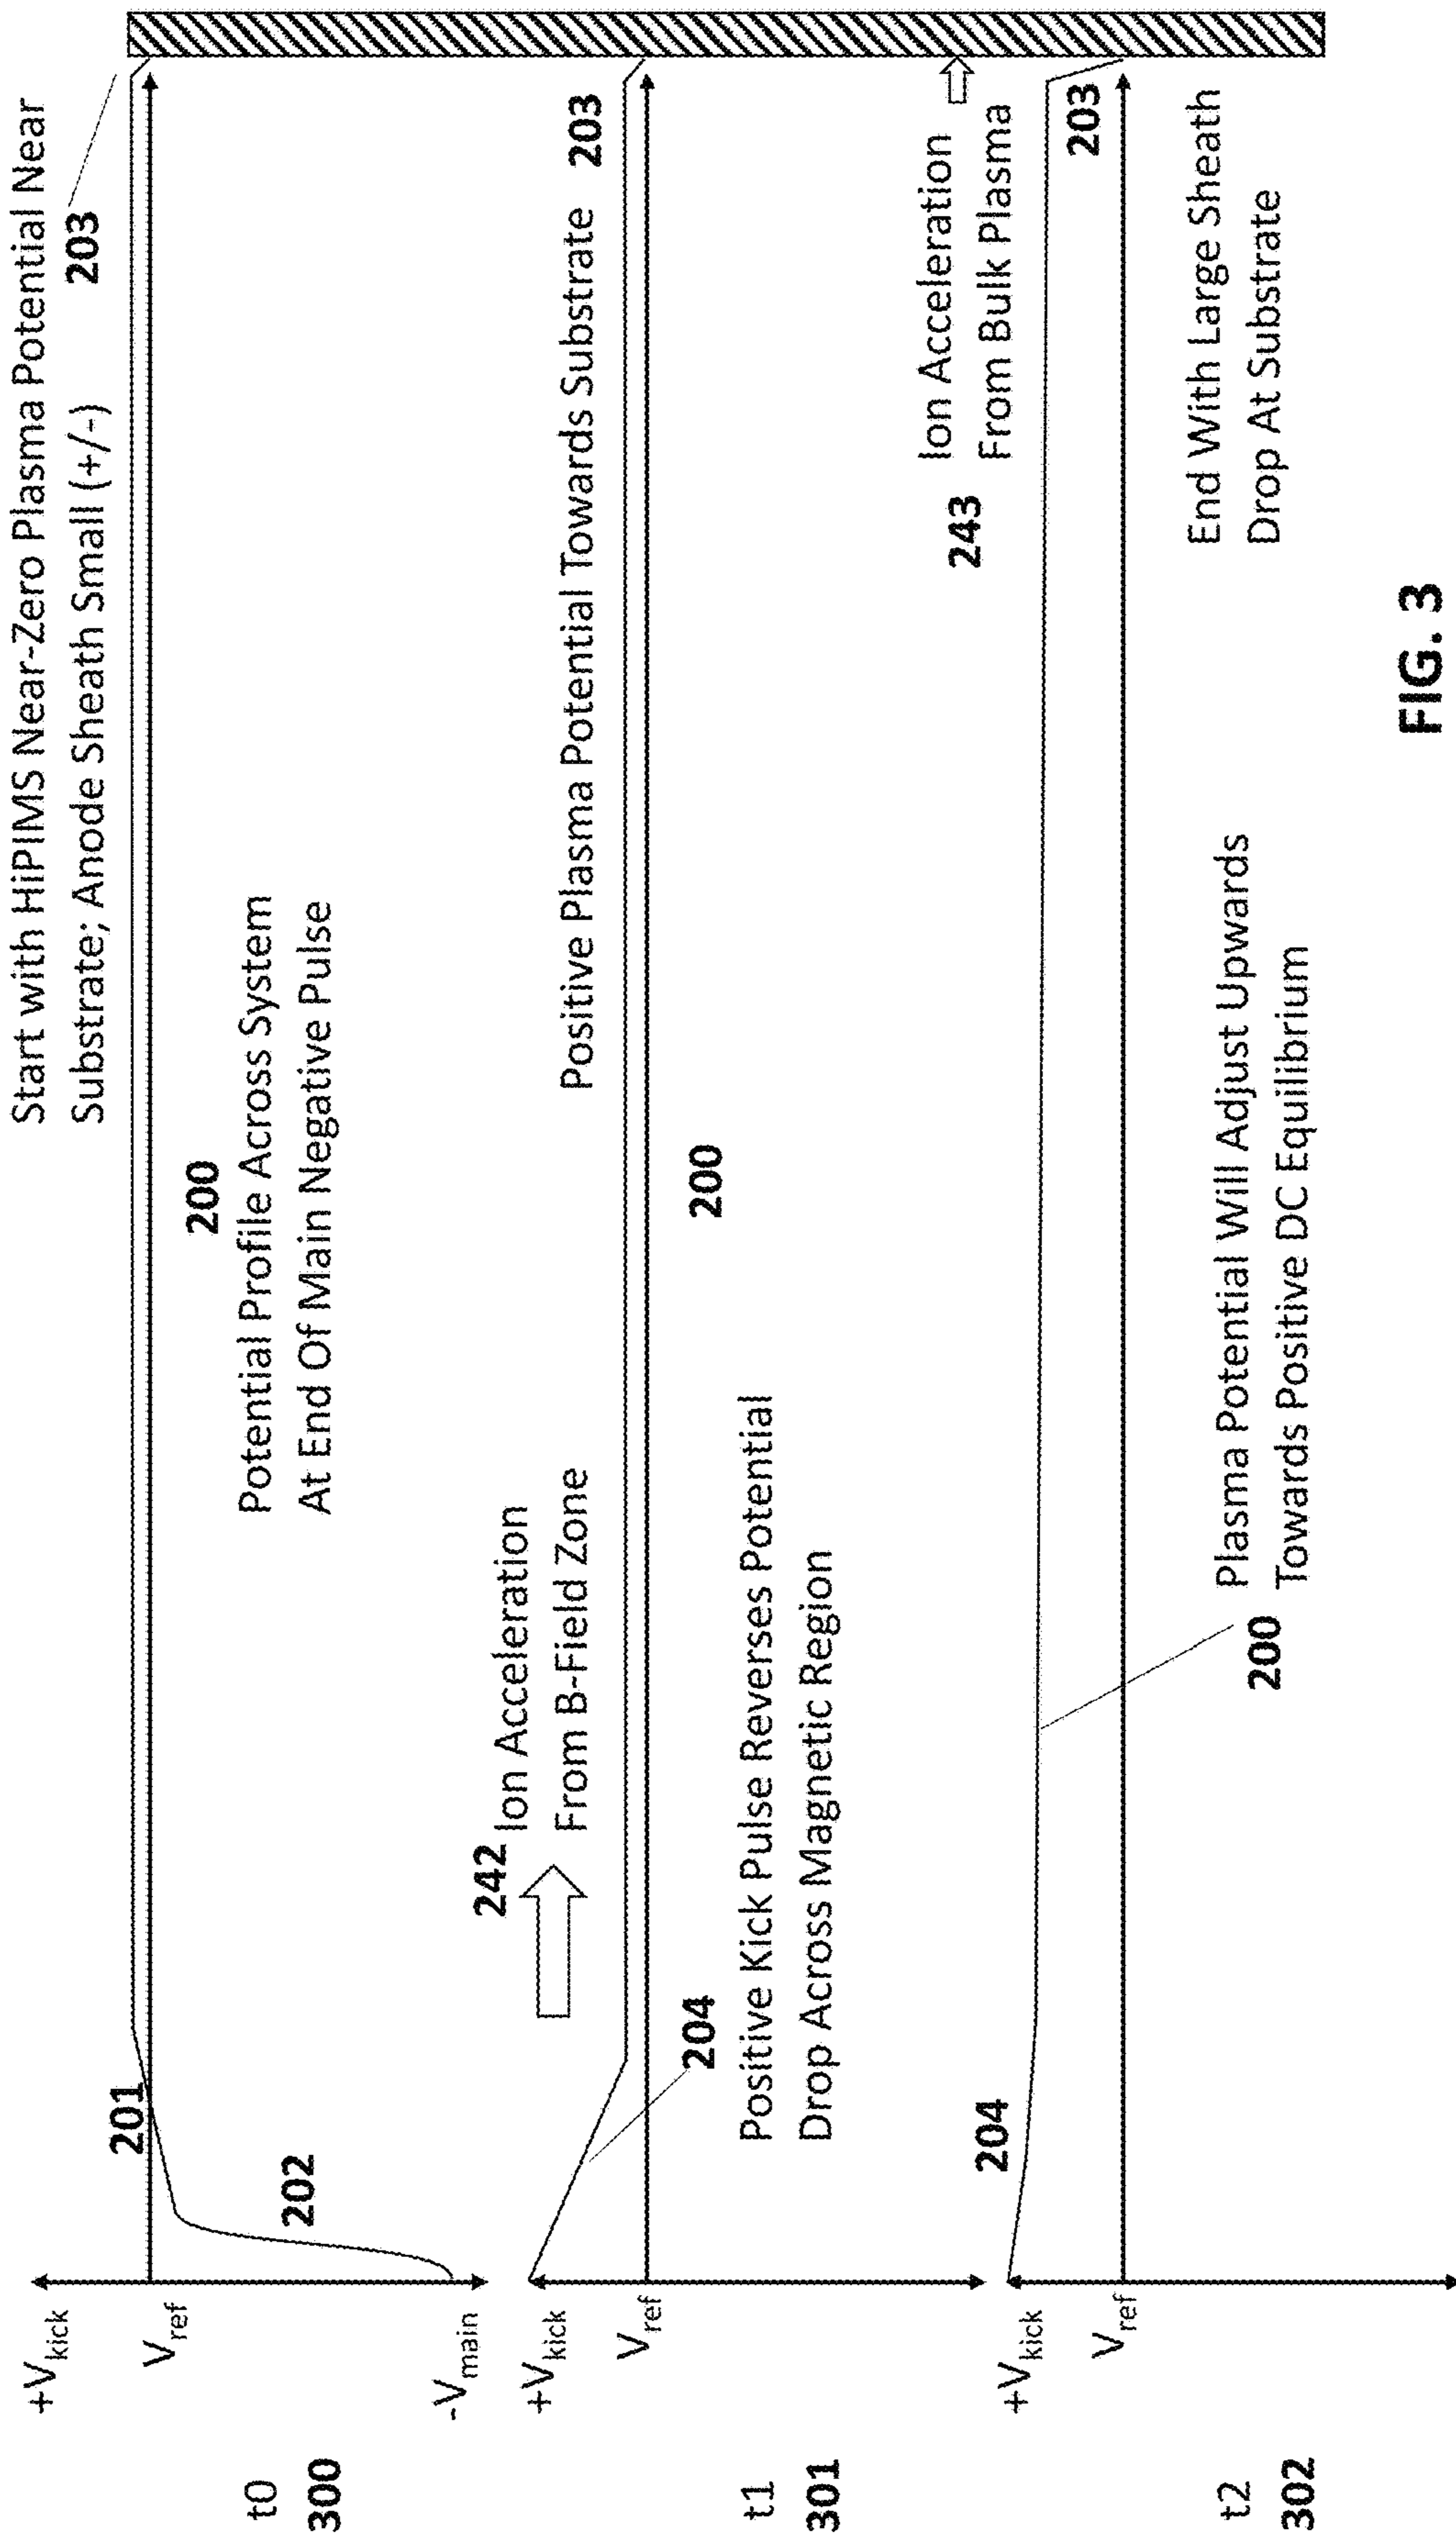 Start with HiPIMS Near-Zero Plasma Potential Near
Substrate; Anode Sheath Small (+/-)
203
+Vkick
201
Vref
202
-Vmain
200
Potential Profile Across System
At End Of Main Negative Pulse
t0
300
242
Ion Acceleration
From B-Field Zone
Positive Plasma Potential Towards Substrate
203
+Vkick
Vref
204
200
Positive Kick Pulse Reverses Potential
Drop Across Magnetic Region
t1
301
243
Ion Acceleration
From Bulk Plasma
+Vkick
204
203
Vref
200
Plasma Potential Will Adjust Upwards
Towards Positive DC Equilibrium
End With Large Sheath
Drop At Substrate
t2
302
FIG. 3